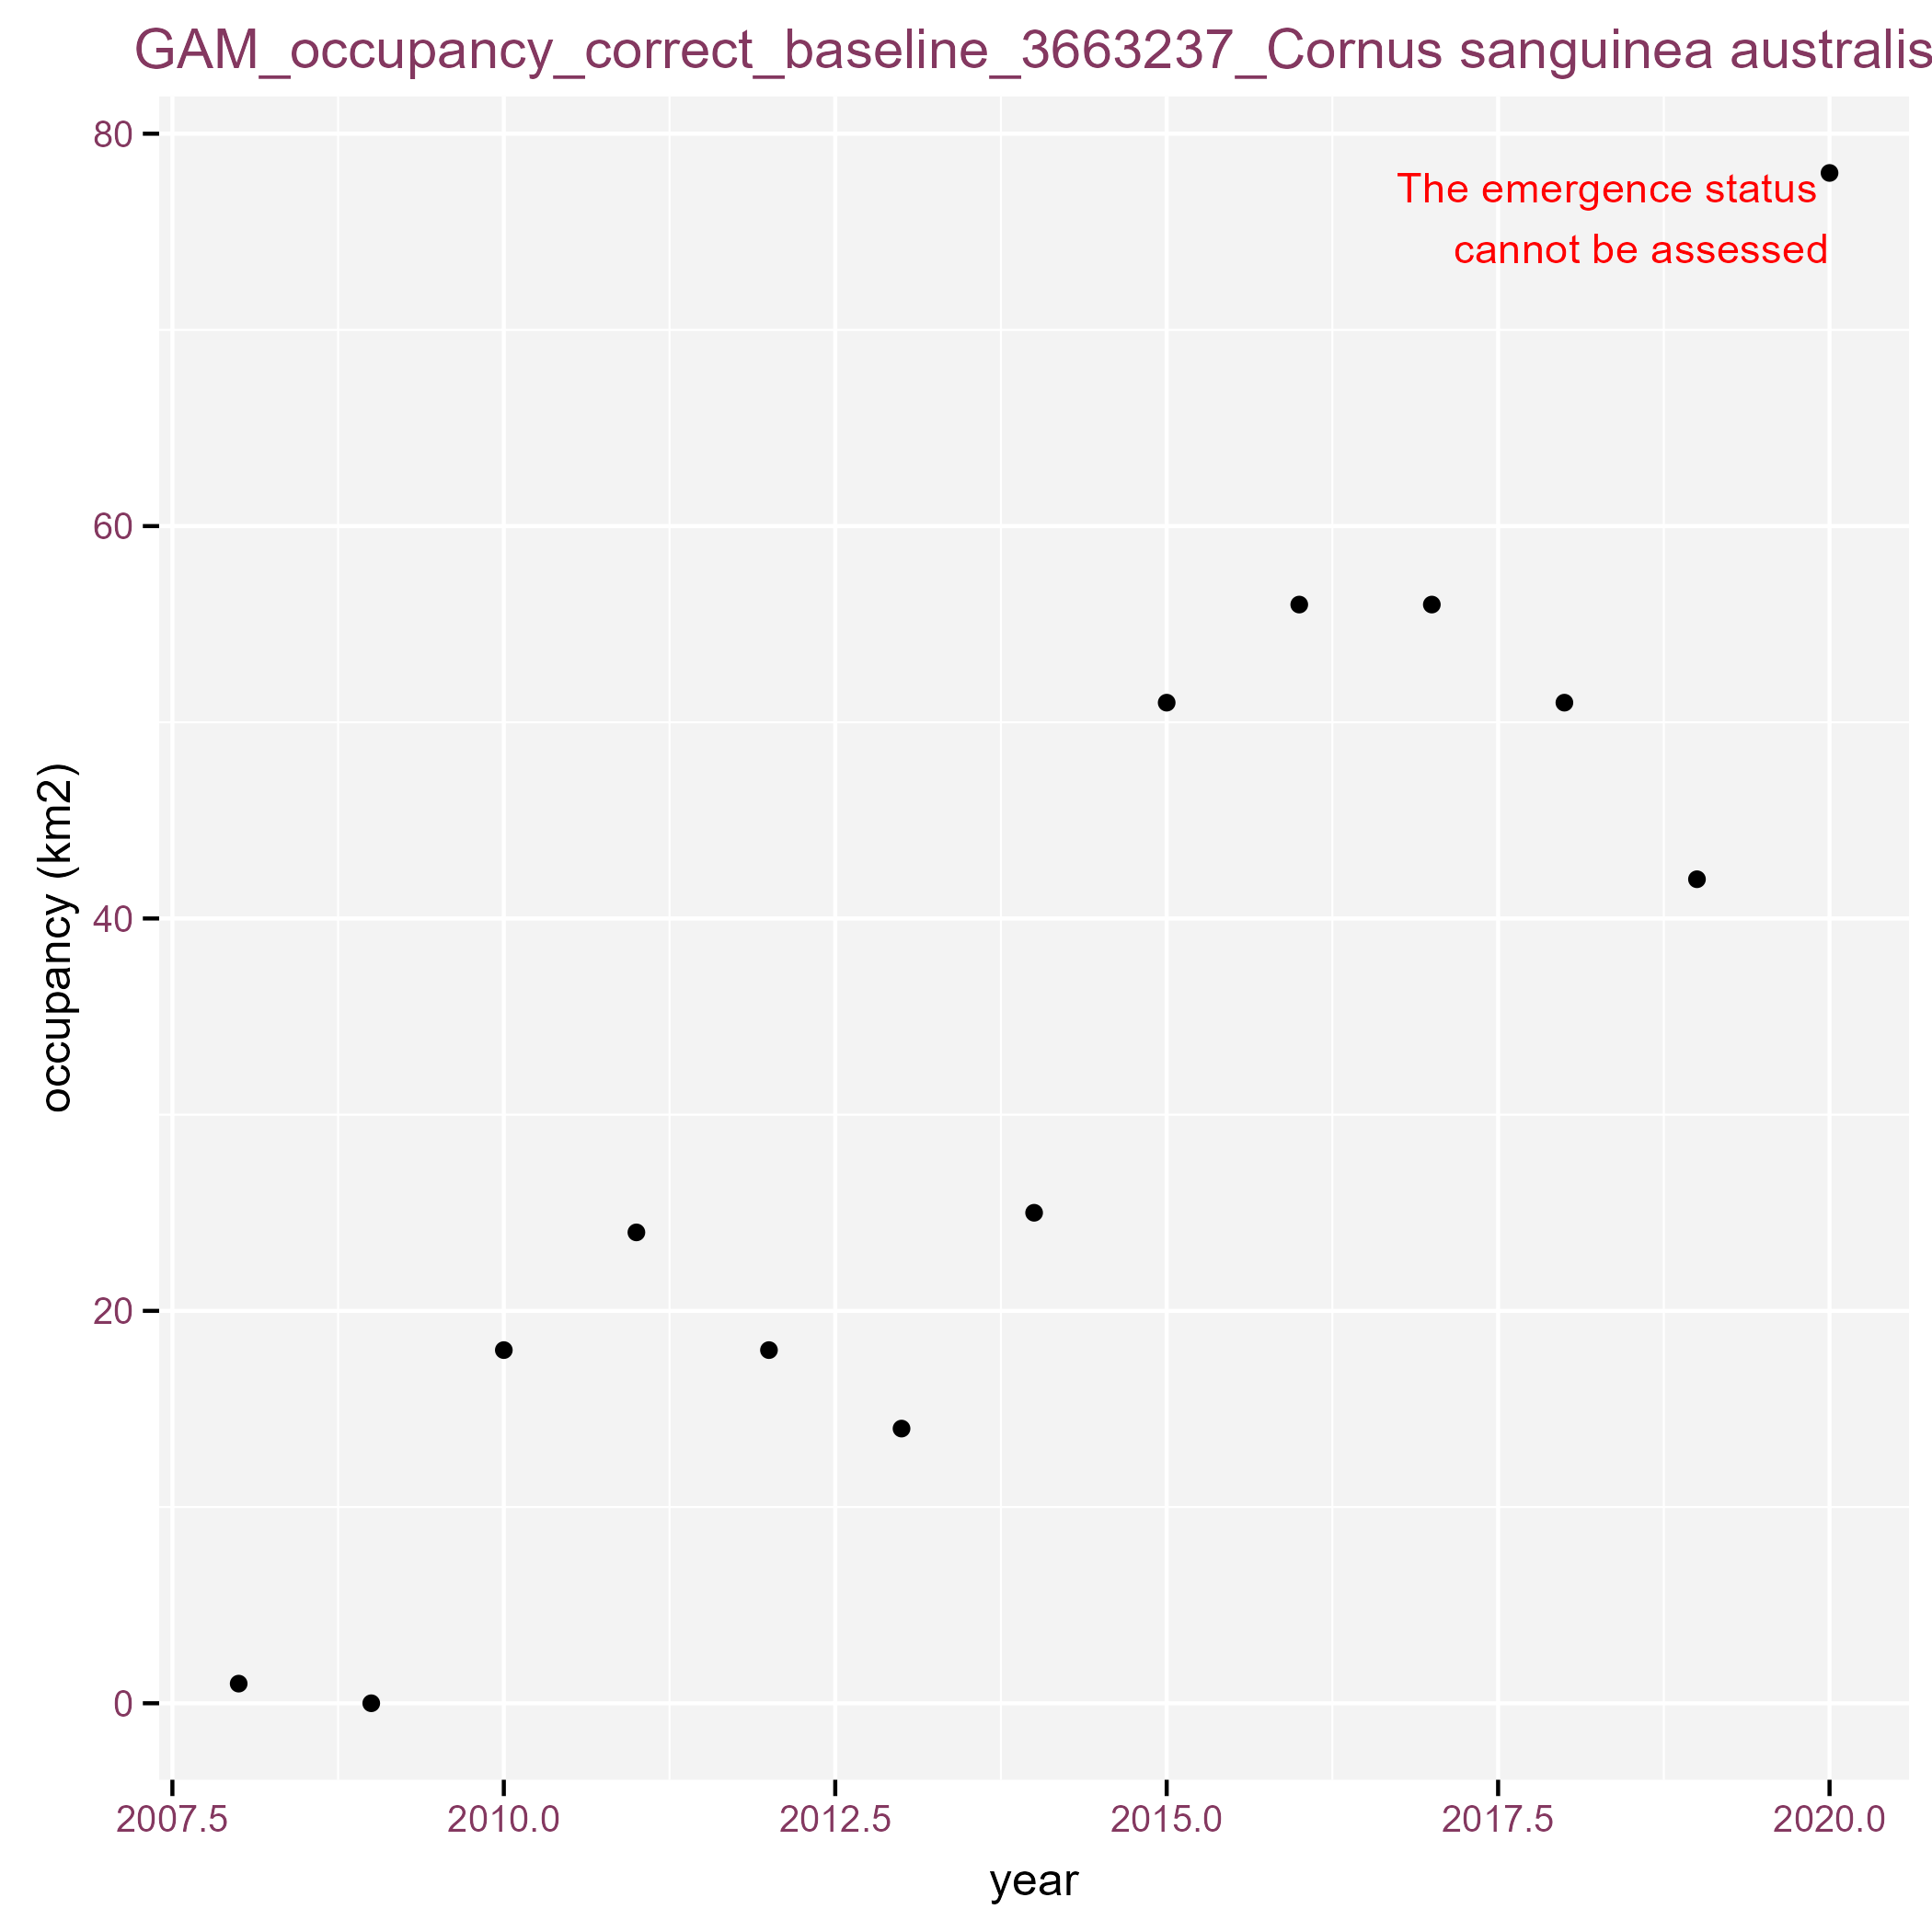 GAM_occupancy_correct_baseline_3663237_Cornus sanguinea australis
80
The emergence status
cannot be assessed
60
occupancy (km2)
40
20
0
2007.5 2010.0 2012.5 2015.0 2017.5 2020.0
year